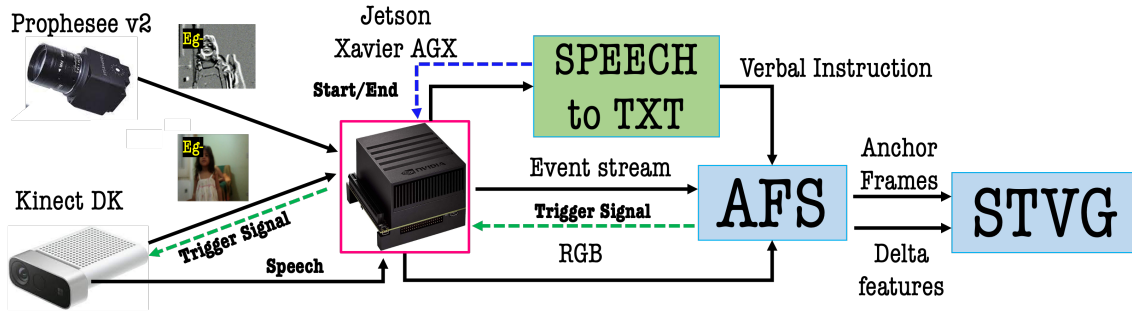 Prophesee v2
Eg-
Jetson
Xavier AGX
Start/End
SPEECH
to TXT
Verbal Instruction
Eg-
NVIDIA
Event stream
Trigger Signal
RGB
AFS
Anchor
Frames
STVG
Delta
features
Kinect DK
Trigger Signal
Speech